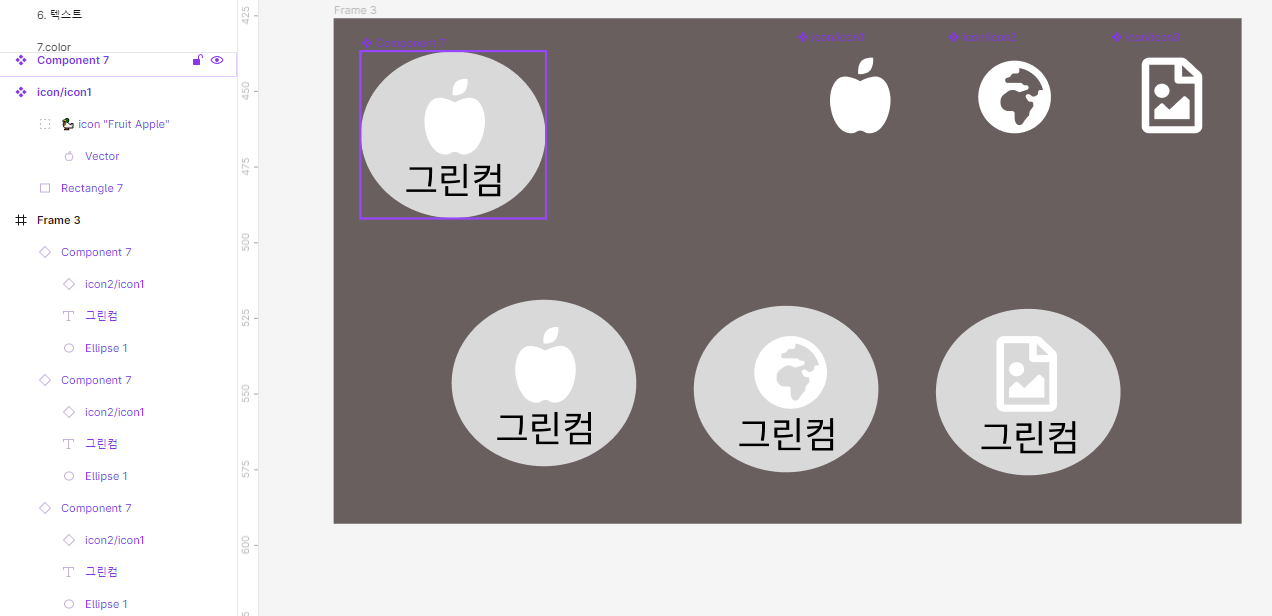 6. 텍스트
7.color
Component 7
icon/icon1
icon "Fruit Apple"
Vector
Rectangle 7
Frame 3
Component 7
icon2/icon1
그린컴
Ellipse 1
Component 7
icon2/icon1
그린컴
Ellipse 1
Component 7
icon2/icon1
그린컴
Ellipse 1
425
450
475
500
525
550
575
600
Frame 3
Component 7
그린컴
그린컴
그린컴
그린컴